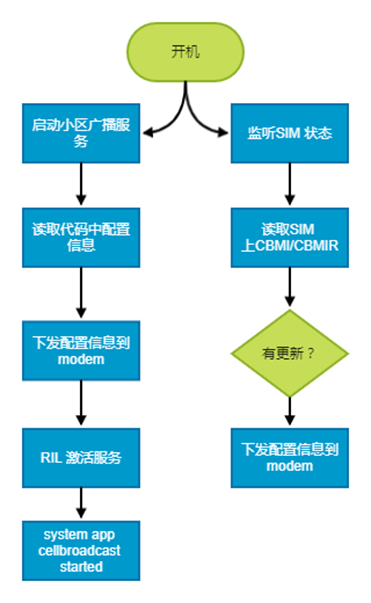 开机
启动小区广播服
务
读取代码中配置
信息
下发配置信息到
modem
RIL 激活服务
system app
cellbroadcast
started
监听SIM 状态
读取SIM
上CBMI/CBMIR
有更新？
下发配置信息到
modem